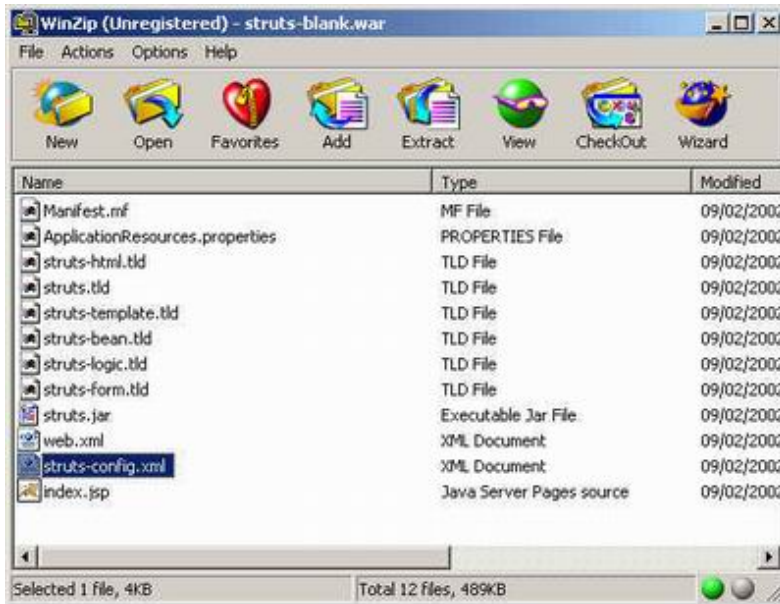 WinZip (Unregistered) - struts-blank.war
File Actions Options Help
New Open Favorites Add Extract View CheckOut Wizard
Name Type Modified
Manifest.mf MF File 09/02/2002
ApplicationResources.properties PROPERTIES File 09/02/2002
struts-html.tld TLD File 09/02/2002
struts.tld TLD File 09/02/2002
struts-template.tld TLD File 09/02/2002
struts-bean.tld TLD File 09/02/2002
struts-logic.tld TLD File 09/02/2002
struts-form.tld TLD File 09/02/2002
struts.jar Executable Jar File 09/02/2002
web.xml XML Document 09/02/2002
struts-config.xml XML Document 09/02/2002
index.jsp Java Server Pages source 09/02/2002
Selected 1 file, 4KB Total 12 files, 489KB